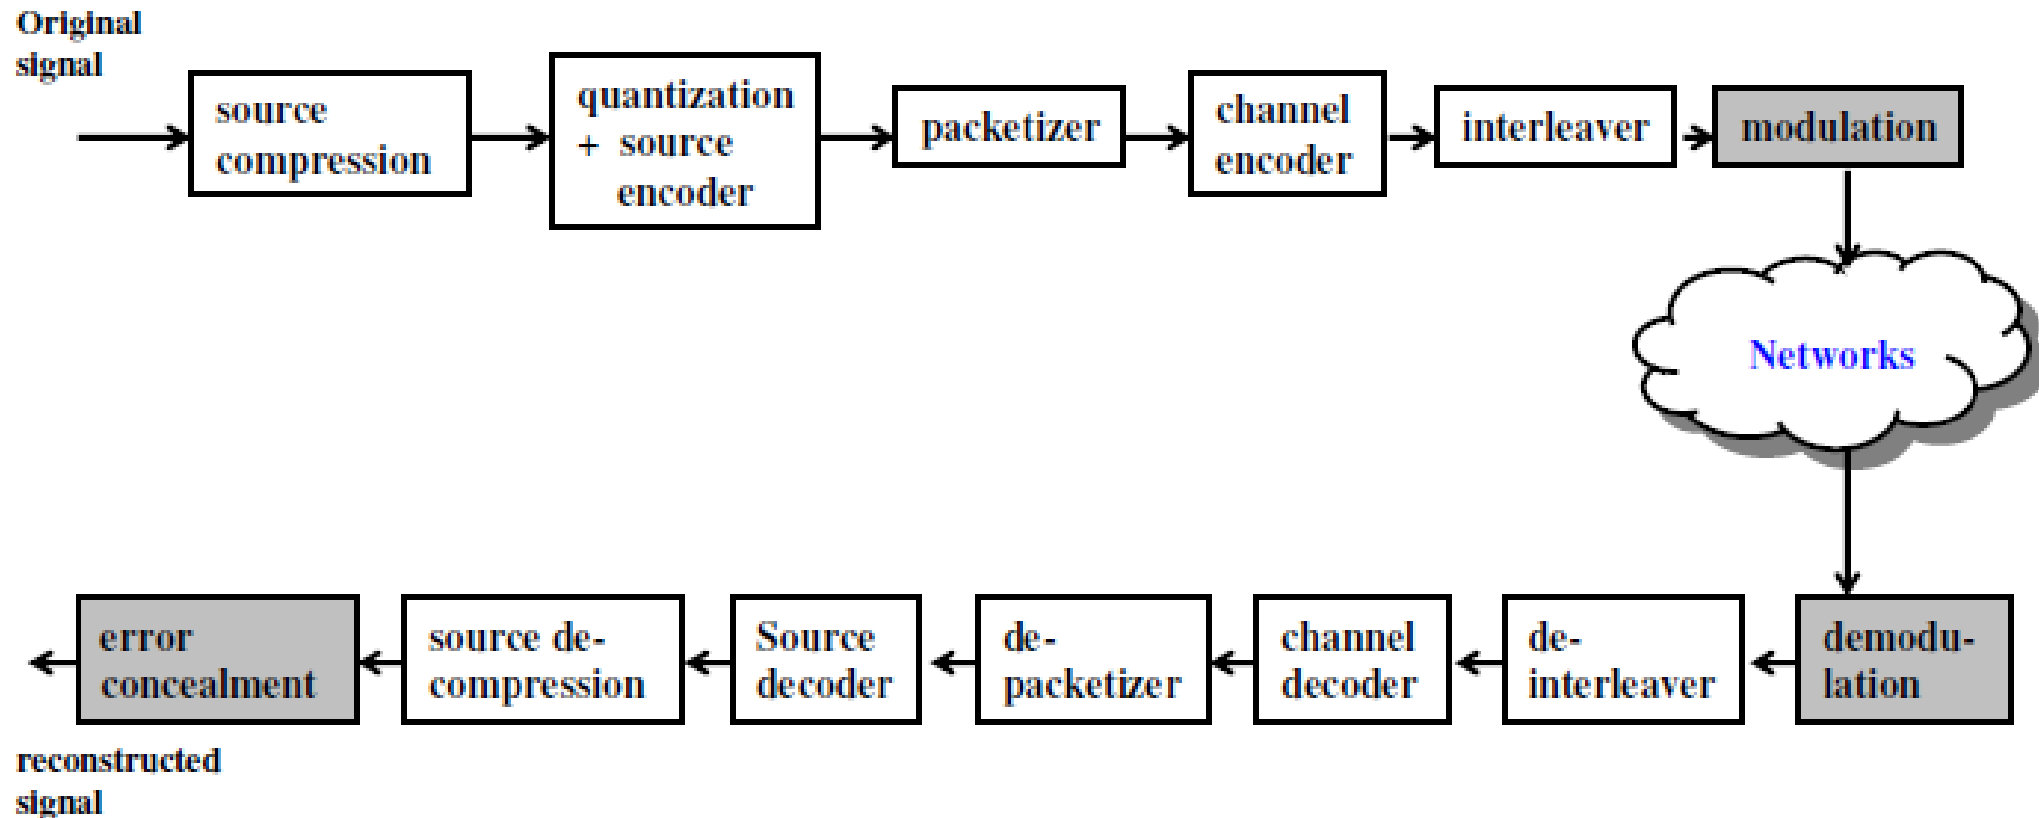 Original
signal
source
compression
quantization
+ source
encoder
packetizer
channel
encoder
interleaver
modulation
Networks
error
concealment
source de-
compression
Source
decoder
de-
packetizer
channel
decoder
de-
interleaver
demodu-
lation
reconstructed
signal